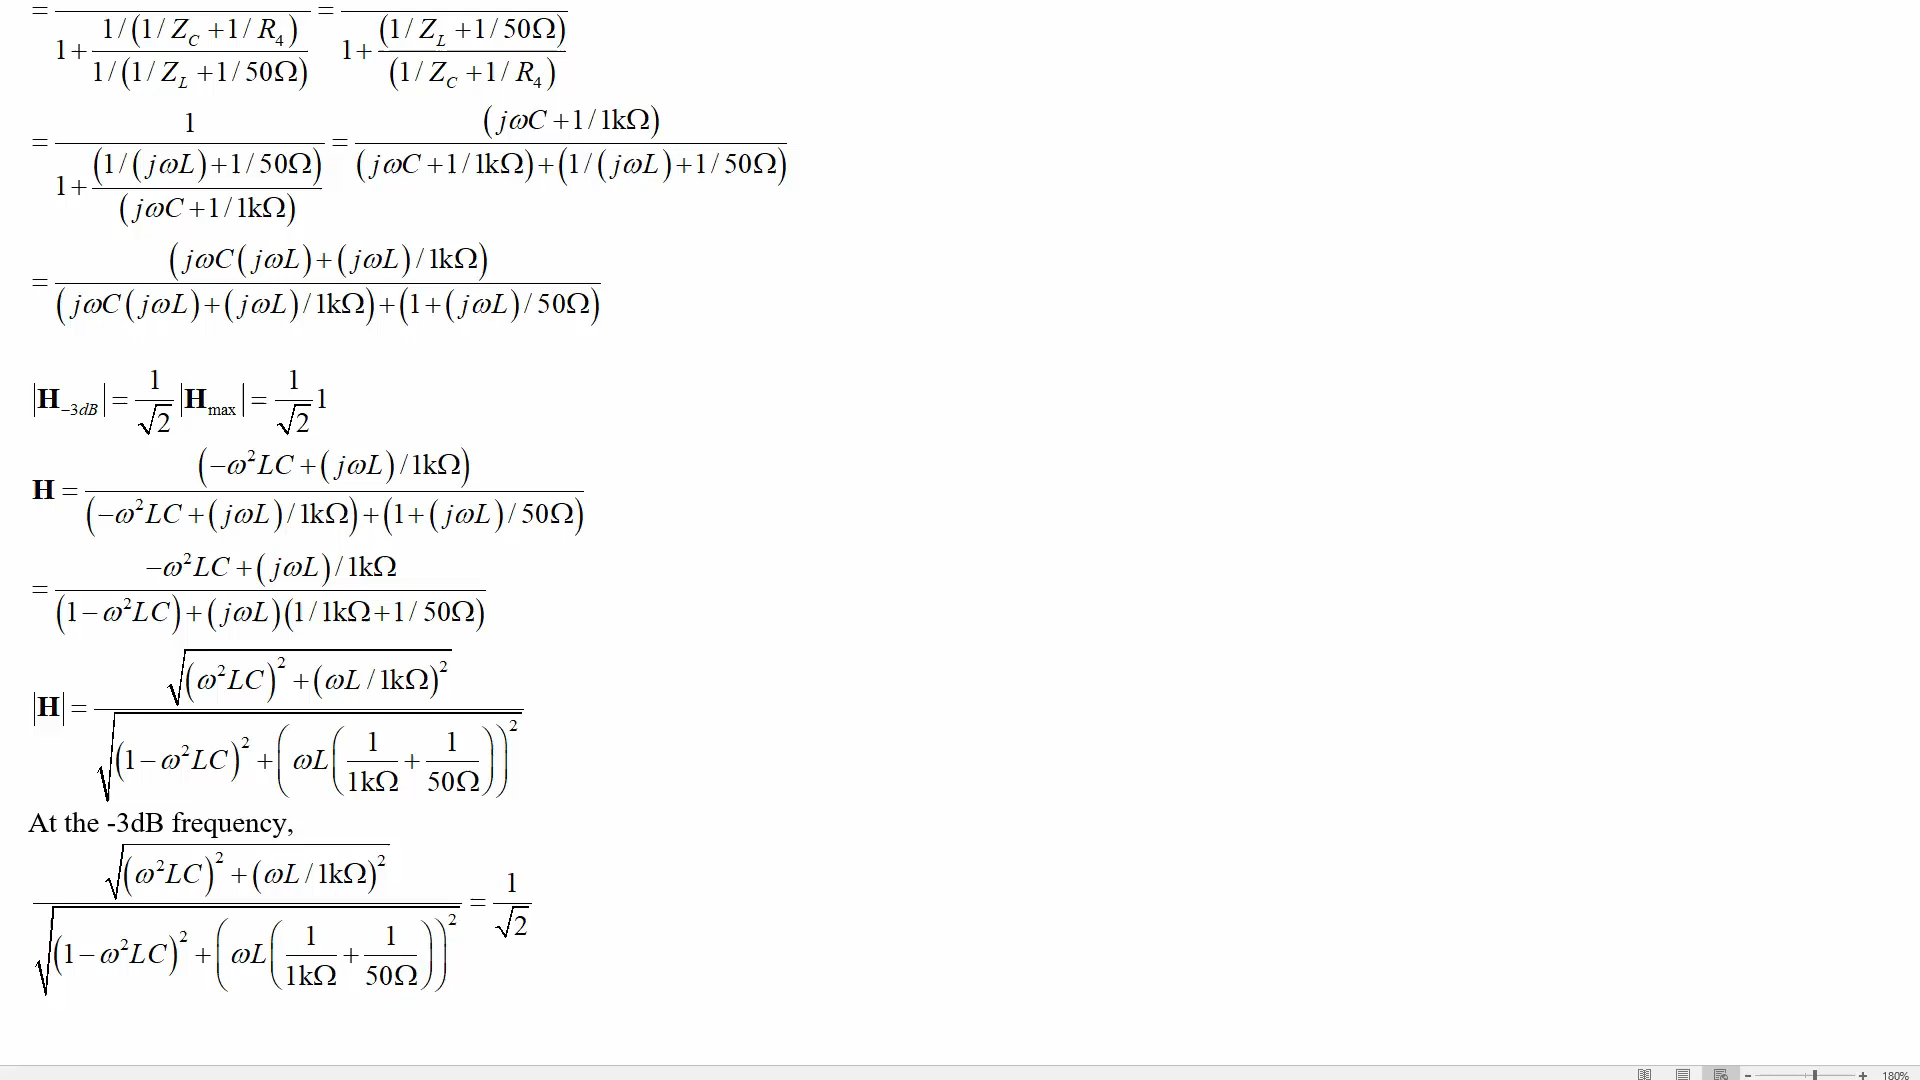 = 1/(1/Z_C +1/R_4) / 1/(1/Z_L +1/50Ω) 1+ = (1/Z_L +1/50Ω) / (1/Z_C +1/R_4) 1+
= 1 / (1+ (1/(jωL)+1/50Ω) / (jωC+1/1kΩ)) = (jωC+1/1kΩ) / ((jωC+1/1kΩ)+(1/(jωL)+1/50Ω))
= (jωC(jωL)+(jωL)/1kΩ) / ((jωC(jωL)+(jωL)/1kΩ)+(1+(jωL)/50Ω))
|H_−3dB| = 1/√2 |H_max| = 1/√2 1
H = (−ω²LC+(jωL)/1kΩ) / ((−ω²LC+(jωL)/1kΩ)+(1+(jωL)/50Ω))
= −ω²LC+(jωL)/1kΩ / ((1−ω²LC)+(jωL)(1/1kΩ+1/50Ω))
|H| = √((ω²LC)²+(ωL/1kΩ)²) / √((1−ω²LC)²+(ωL(1/1kΩ+1/50Ω))²)
At the -3dB frequency,
√((ω²LC)²+(ωL/1kΩ)²) / √((1−ω²LC)²+(ωL(1/1kΩ+1/50Ω))²) = 1/√2
180%